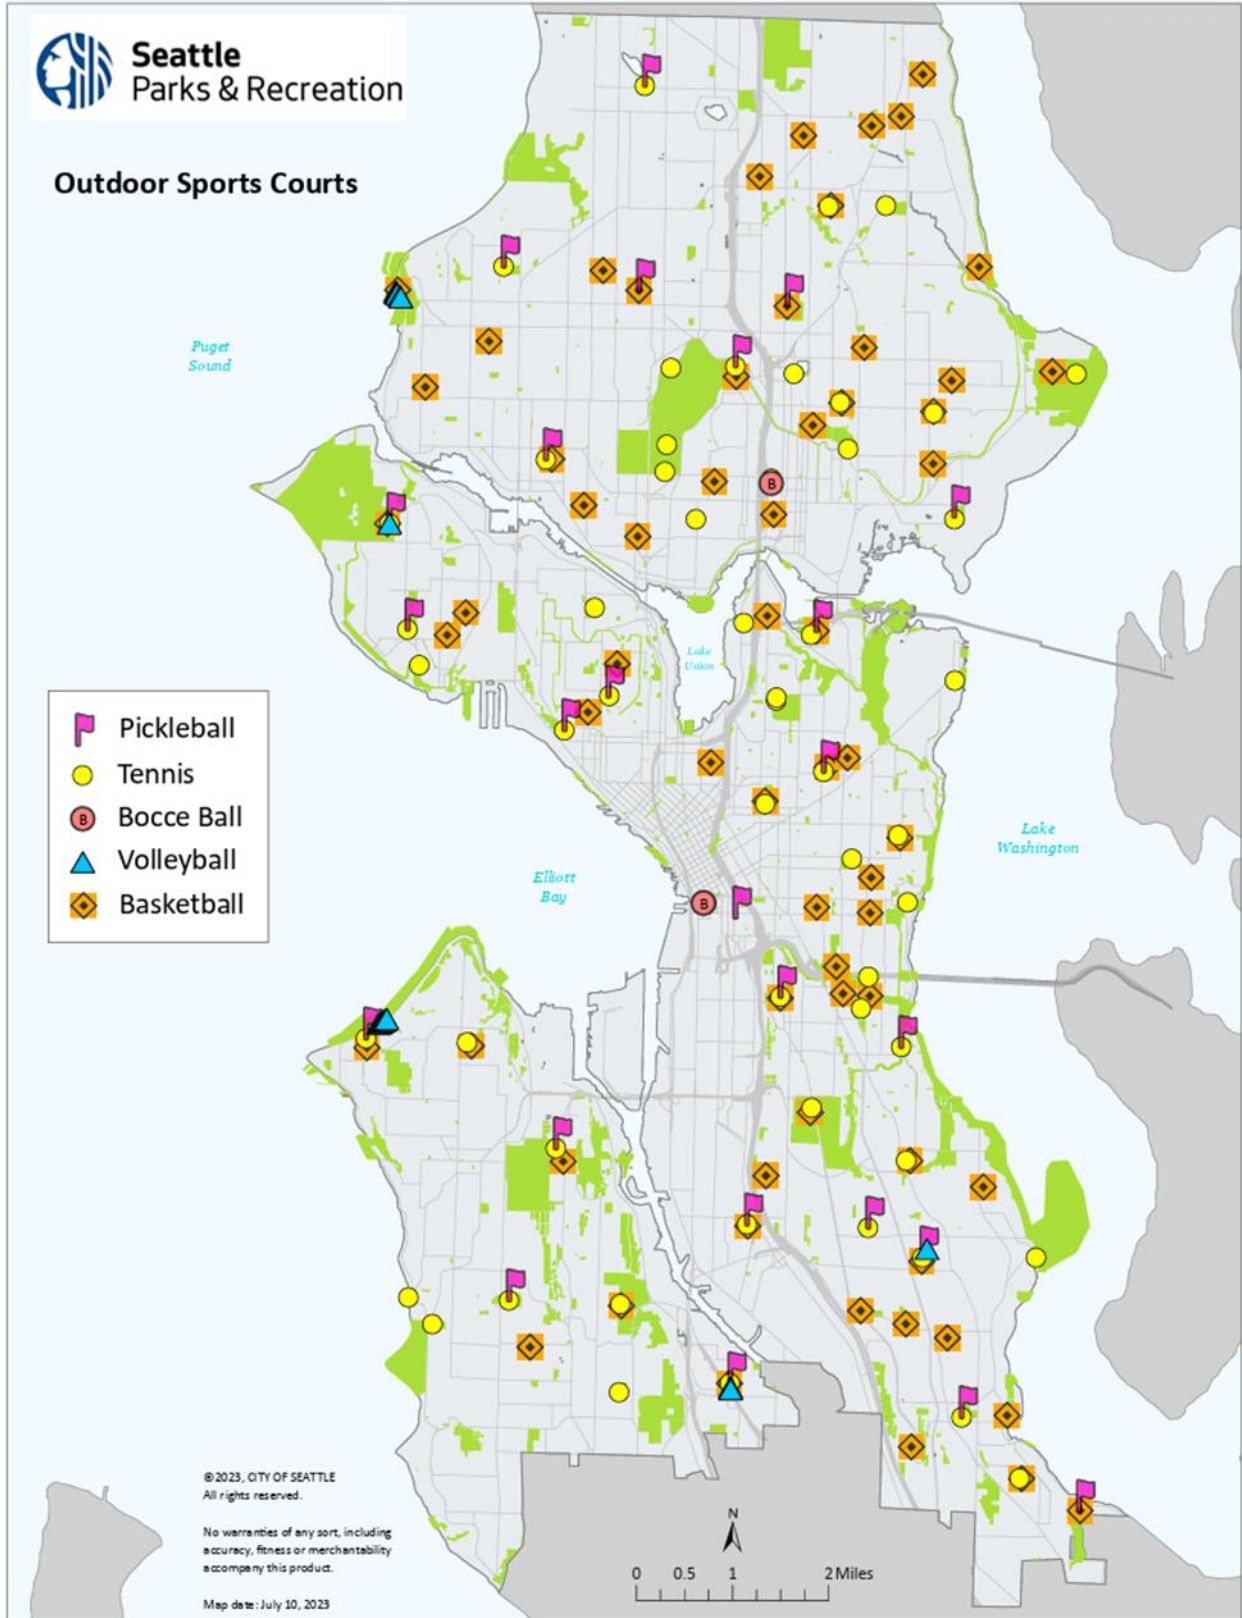 Seattle
Parks & Recreation
Outdoor Sports Courts
Puget
Sound
B
Lake
Union
Pickleball
Tennis
B
Bocce Ball
Volleyball
Basketball
Lake
Washington
Elliott
Bay
B
©2023, CITY OF SEATTLE
All rights reserved.
No warranties of any sort, including
accuracy, fitness or merchantability
accompany this product.
Map date: July 10, 2023
N
0 0.5 1 2 Miles